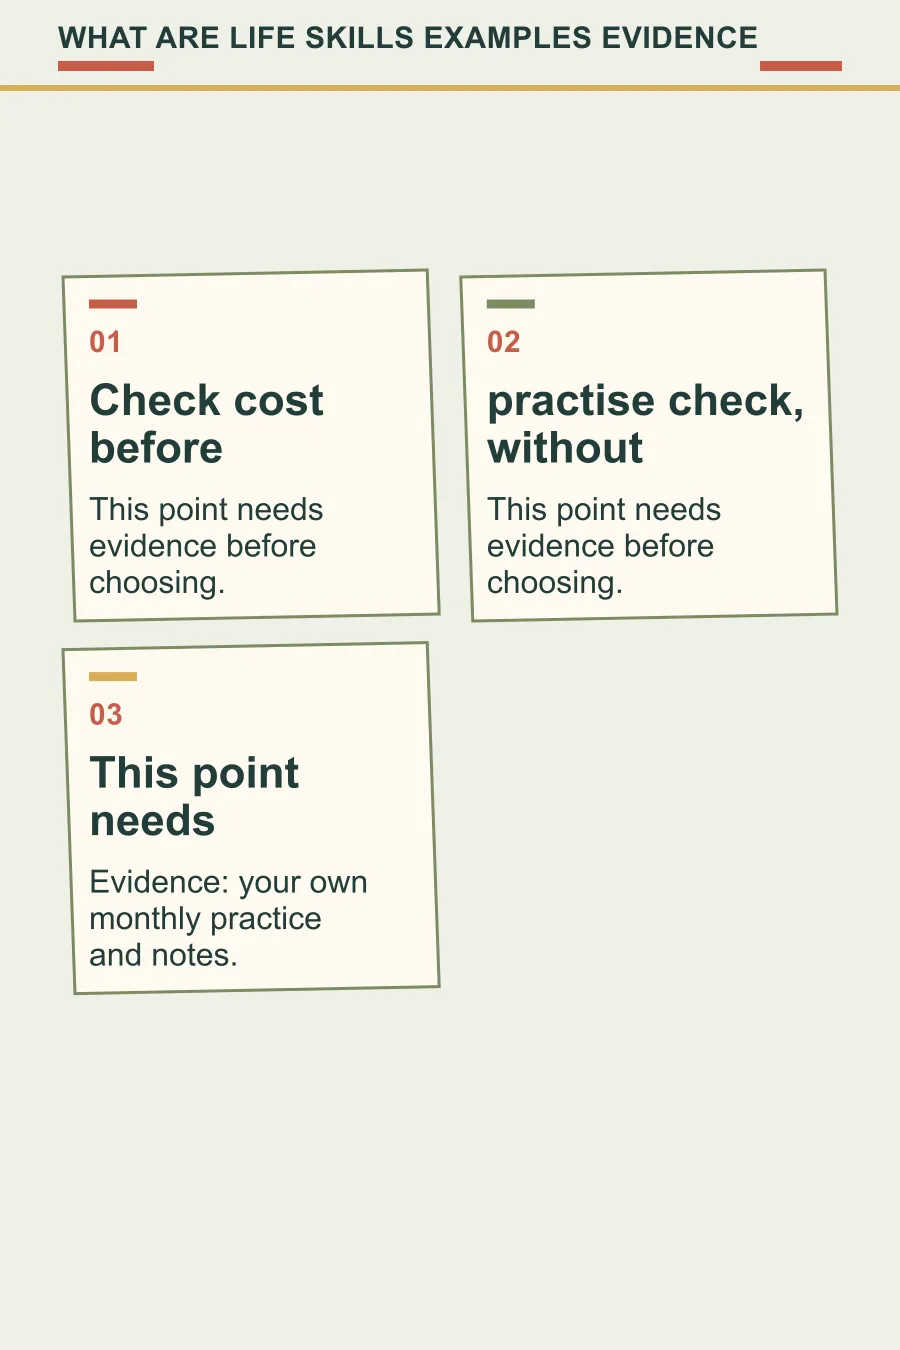 WHAT ARE LIFE SKILLS EXAMPLES EVIDENCE
01
Check cost
before
This point needs
evidence before
choosing.
02
practise check,
without
This point needs
evidence before
choosing.
03
This point
needs
Evidence: your own
monthly practice
and notes.